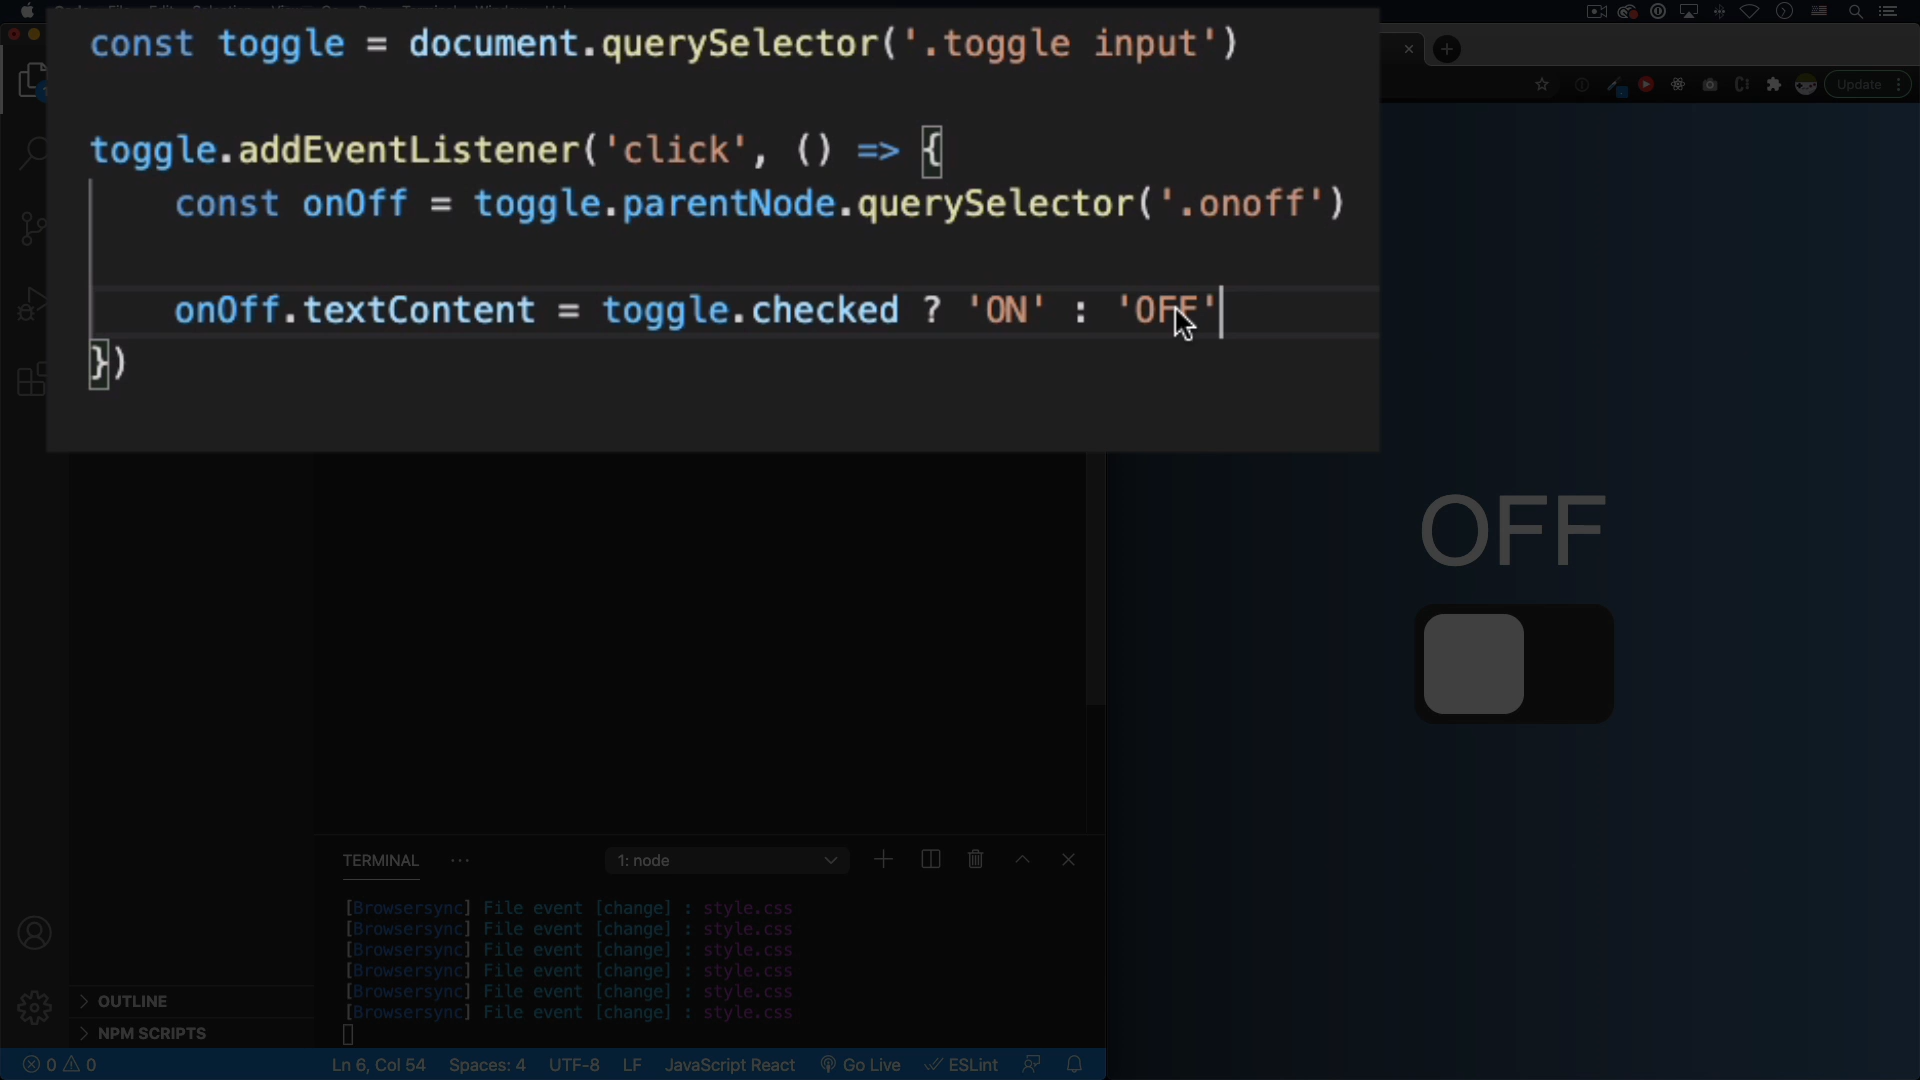 const toggle = document.querySelector('.toggle input')
toggle.addEventListener('click', () => {
const onOff = toggle.parentNode.querySelector('.onoff')
onOff.textContent = toggle.checked ? 'ON' : 'OFF'
})
Update
OFF
TERMINAL
1: node
[Browsersync] File event [change] : style.css
[Browsersync] File event [change] : style.css
[Browsersync] File event [change] : style.css
[Browsersync] File event [change] : style.css
[Browsersync] File event [change] : style.css
[Browsersync] File event [change] : style.css
OUTLINE
NPM SCRIPTS
0 0 Ln 6, Col 54 Spaces: 4 UTF-8 LF JavaScript React Go Live ESLint